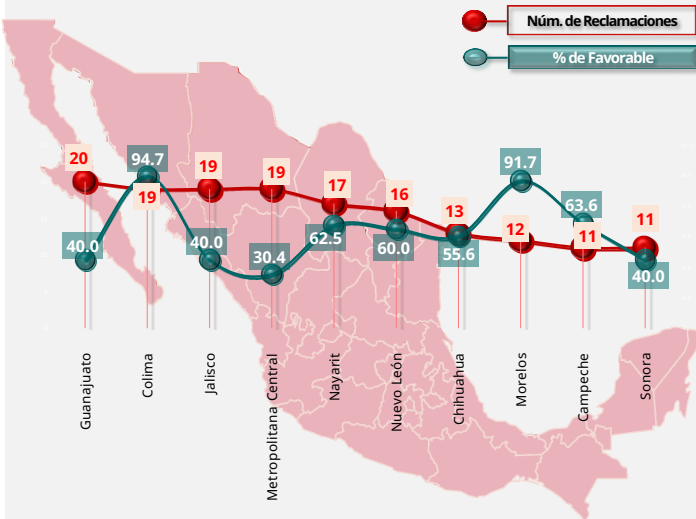 Núm. de Reclamaciones
% de Favorable
20
19
19
19
17
16
13
12
11
11
40.0
94.7
40.0
30.4
62.5
60.0
55.6
91.7
63.6
40.0
Guanajuato
Colima
Jalisco
Metropolitana Central
Nayarit
Nuevo León
Chihuahua
Morelos
Campeche
Sonora